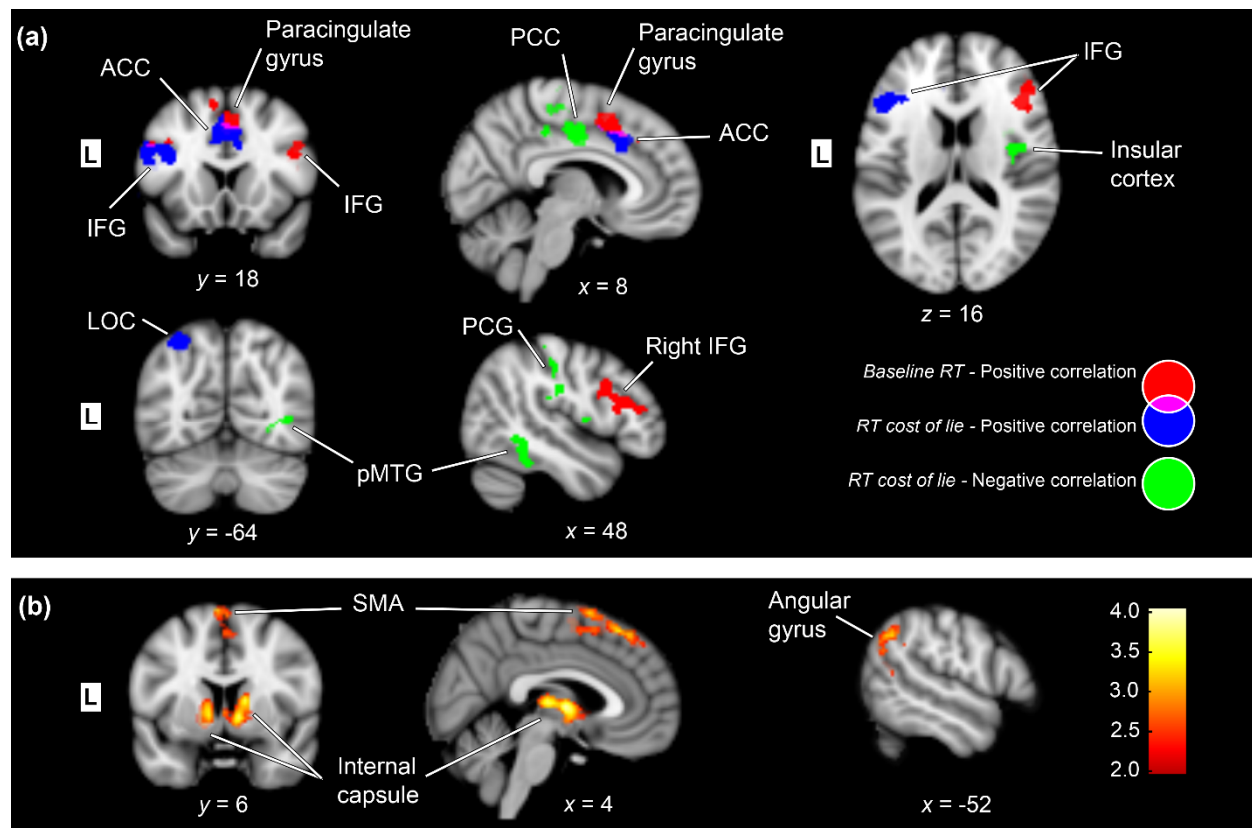 (a)
Paracingulate
gyrus
ACC
L
IFG
IFG
y = 18
PCC
Paracingulate
gyrus
ACC
x = 8
IFG
L
Insular
cortex
z = 16
LOC
L
pMTG
y = -64
PCG
Right IFG
x = 48
Baseline RT - Positive correlation
RT cost of lie - Positive correlation
RT cost of lie - Negative correlation
(b)
SMA
L
Internal
capsule
y = 6
x = 4
Angular
gyrus
x = -52
4.0
3.5
3.0
2.5
2.0